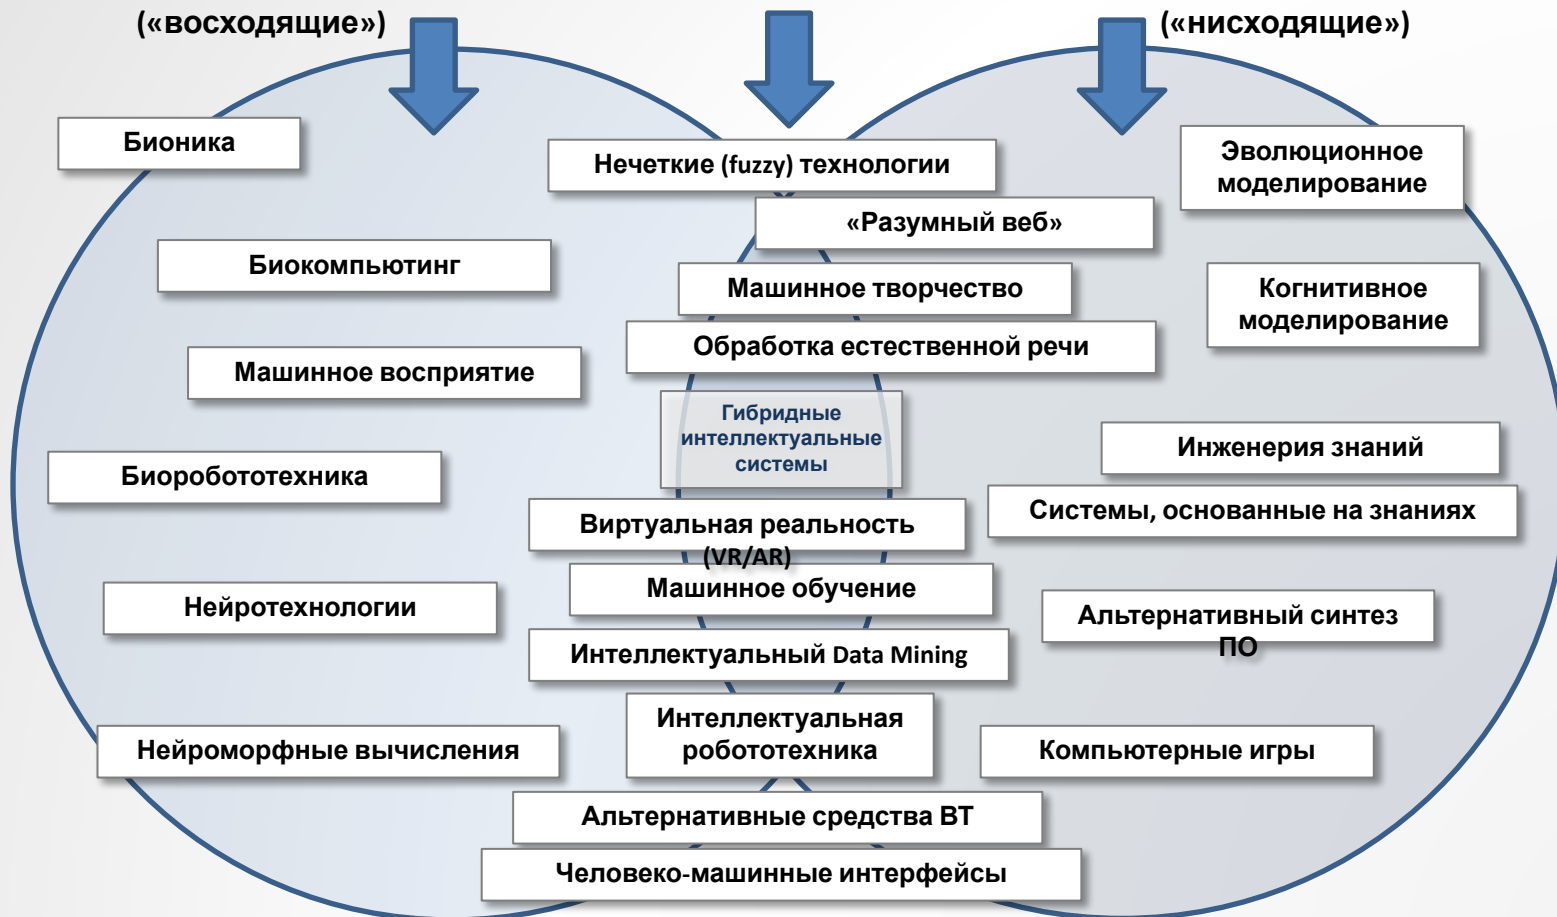 («восходящие»)
(«нисходящие»)
Бионика
Нечеткие (fuzzy) технологии
Эволюционное
моделирование
«Разумный веб»
Биокомпьютинг
Машинное творчество
Когнитивное
моделирование
Обработка естественной речи
Машинное восприятие
Гибридные
интеллектуальные
системы
Инженерия знаний
Биоробототехника
Системы, основанные на знаниях
Виртуальная реальность
(VR/AR)
Машинное обучение
Нейротехнологии
Альтернативный синтез
ПО
Интеллектуальный Data Mining
Интеллектуальная
робототехника
Нейроморфные вычисления
Компьютерные игры
Альтернативные средства ВТ
Человеко-машинные интерфейсы